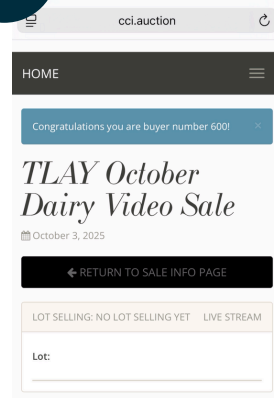 cci.auction
HOME
Congratulations you are buyer number 600! ×
TLAY October
Dairy Video Sale
October 3, 2025
RETURN TO SALE INFO PAGE
LOT SELLING: NO LOT SELLING YET LIVE STREAM
Lot: